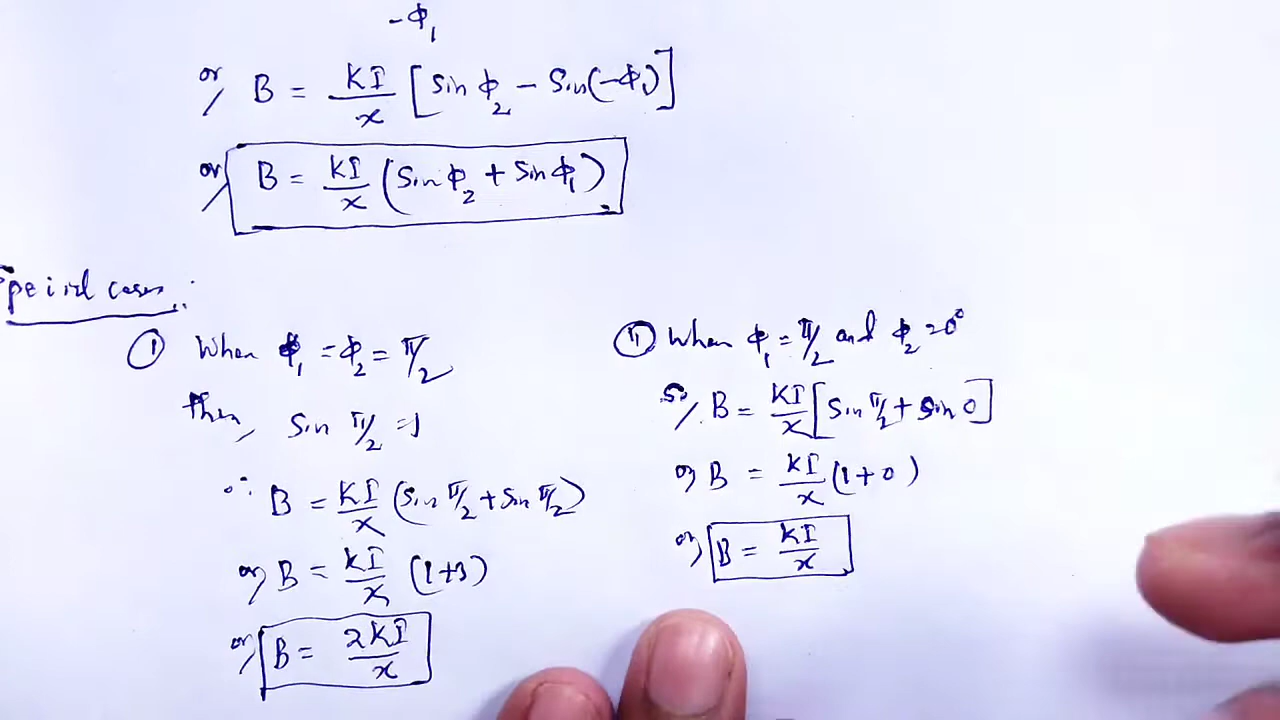 -Φ₁
or, B = KI/x [Sin Φ₂ - Sin(-Φ₁)]
or, B = KI/x (Sin Φ₂ + Sin Φ₁)
Speical cases:
① When Φ₁ = Φ₂ = π/2
then, Sin π/2 = 1
∴ B = KI/x (Sin π/2 + Sin π/2)
or, B = KI/x (1+1)
or, B = 2KI/x
② When Φ₁ = π/2 and Φ₂ = 0°
So, B = KI/x [Sin π/2 + Sin 0]
or, B = KI/x (1+0)
or, B = KI/x